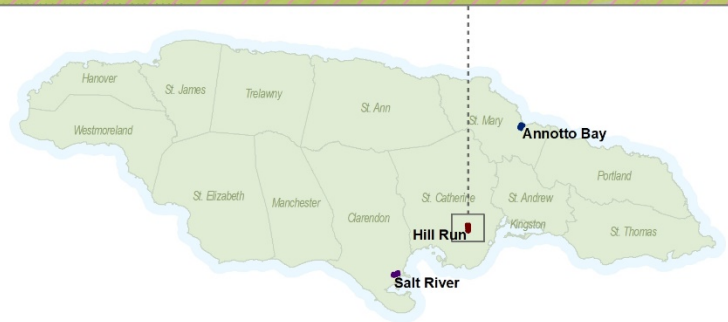 Hanover
St. James
Trelawny
St. Ann
St. Mary
Annotto Bay
Westmoreland
Portland
St. Elizabeth
Manchester
St. Catherine
St. Andrew
Clarendon
Kingston
St. Thomas
Hill Run
Salt River